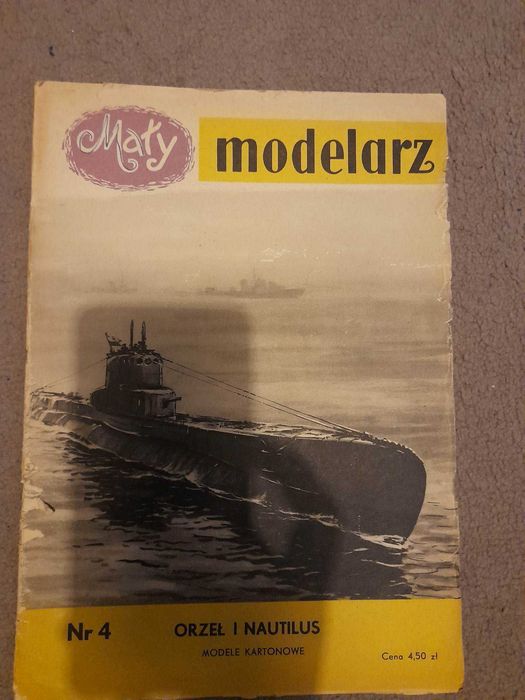 Mały modelarz
Nr 4
ORZEŁ I NAUTILUS
MODELE KARTONOWE
Cena 4,50 zł